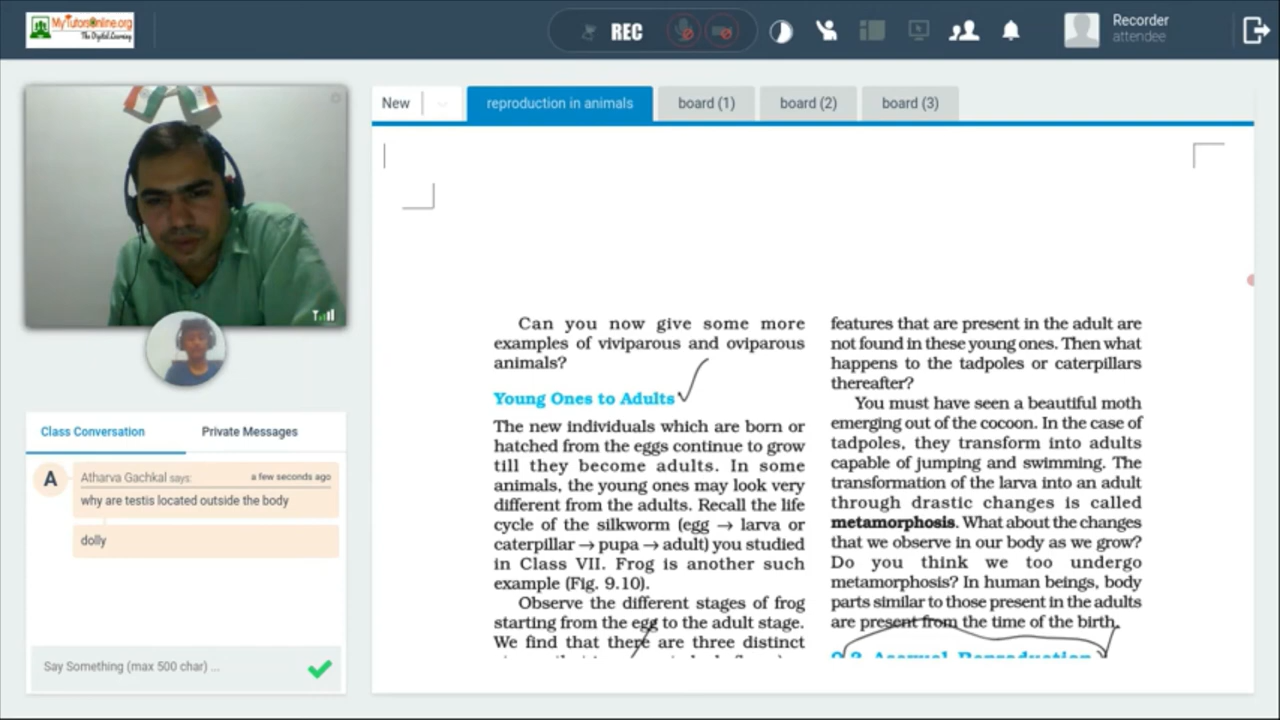 MyTutorsOnline.org
The Digital Learning
REC
Recorder
attendee
New
reproduction in animals
board (1)
board (2)
board (3)
Class Conversation
Private Messages
A
Atharva Gachkal says:
a few seconds ago
why are testis located outside the body
dolly
Say Something (max 500 char) ...
Can you now give some more
examples of viviparous and oviparous
animals?
Young Ones to Adults
The new individuals which are born or
hatched from the eggs continue to grow
till they become adults. In some
animals, the young ones may look very
different from the adults. Recall the life
cycle of the silkworm (egg → larva or
caterpillar → pupa → adult) you studied
in Class VII. Frog is another such
example (Fig. 9.10).
Observe the different stages of frog
starting from the egg to the adult stage.
We find that there are three distinct
features that are present in the adult are
not found in these young ones. Then what
happens to the tadpoles or caterpillars
thereafter?
You must have seen a beautiful moth
emerging out of the cocoon. In the case of
tadpoles, they transform into adults
capable of jumping and swimming. The
transformation of the larva into an adult
through drastic changes is called
metamorphosis. What about the changes
that we observe in our body as we grow?
Do you think we too undergo
metamorphosis? In human beings, body
parts similar to those present in the adults
are present from the time of the birth.
Asexual Reproduction